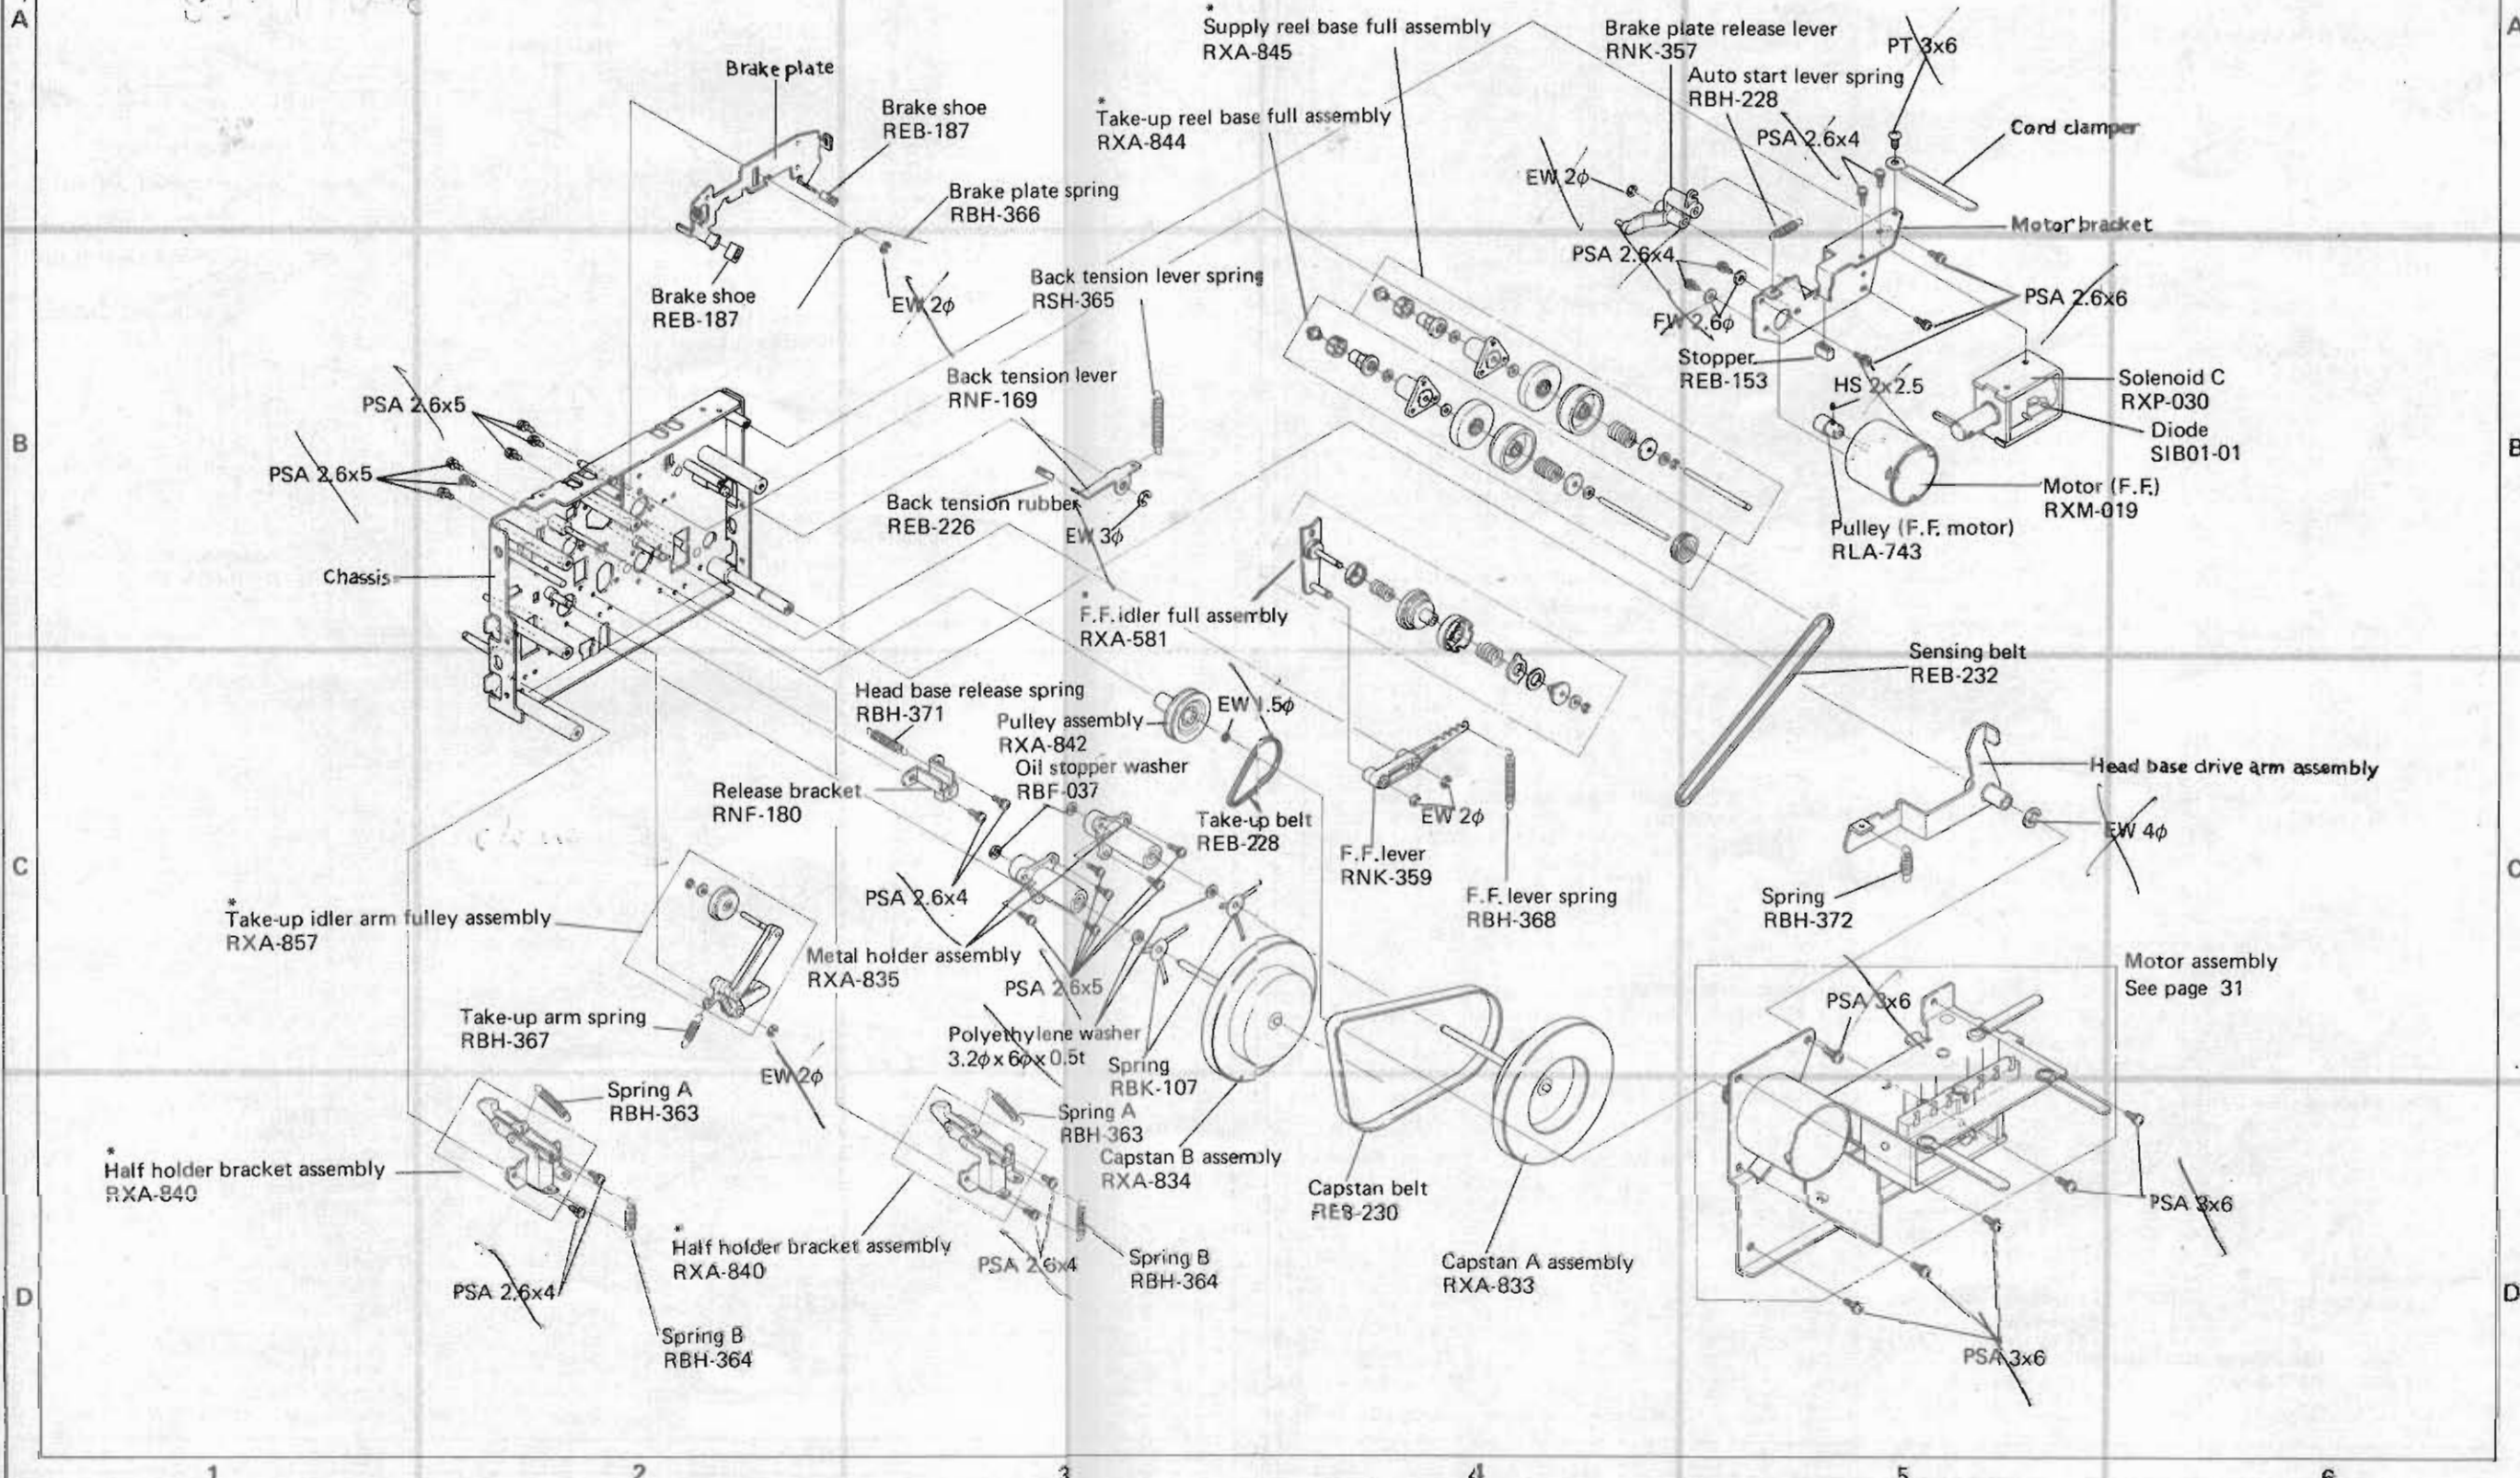 A
A
*
Supply reel base full assembly
RXA-845
Brake plate release lever
RNK-357
PT 3x6
Auto start lever spring
RBH-228
Brake plate
Brake shoe
REB-187
*
Take-up reel base full assembly
RXA-844
PSA 2.6x4
Cord clamper
EW 2ϕ
Brake plate spring
RBH-366
Motor bracket
PSA 2.6x4
Back tension lever spring
RSH-365
Brake shoe
REB-187
EW 2ϕ
PSA 2.6x6
FW 2.6ϕ
Stopper
REB-153
HS 2x2.5
Back tension lever
RNF-169
Solenoid C
RXP-030
Diode
SIB01-01
PSA 2.6x5
B
B
PSA 2.6x5
Motor (F.F.)
RXM-019
Back tension rubber
REB-226
EW 3ϕ
Pulley (F.F. motor)
RLA-743
Chassis
*
F.F. idler full assembly
RXA-581
Sensing belt
REB-232
Head base release spring
RBH-371
Pulley assembly
RXA-842
EW 1.5ϕ
Oil stopper washer
RBF-037
Head base drive arm assembly
Release bracket
RNF-180
Take-up belt
REB-228
EW 2ϕ
EW 4ϕ
F.F. lever
RNK-359
C
C
PSA 2.6x4
F.F. lever spring
RBH-368
Spring
RBH-372
*
Take-up idler arm fulley assembly
RXA-857
Metal holder assembly
RXA-835
PSA 2.6x5
Motor assembly
See page 31
PSA 3x6
Take-up arm spring
RBH-367
Polyethylene washer
3.2ϕx6ϕx0.5t
Spring
RBK-107
EW 2ϕ
Spring A
RBH-363
Spring A
RBH-363
Capstan B assembly
RXA-834
*
Half holder bracket assembly
RXA-840
Capstan belt
REB-230
PSA 3x6
*
Half holder bracket assembly
RXA-840
PSA 2.6x4
Spring B
RBH-364
Capstan A assembly
RXA-833
PSA 2.6x4
D
D
Spring B
RBH-364
PSA 3x6
1
2
3
4
5
6